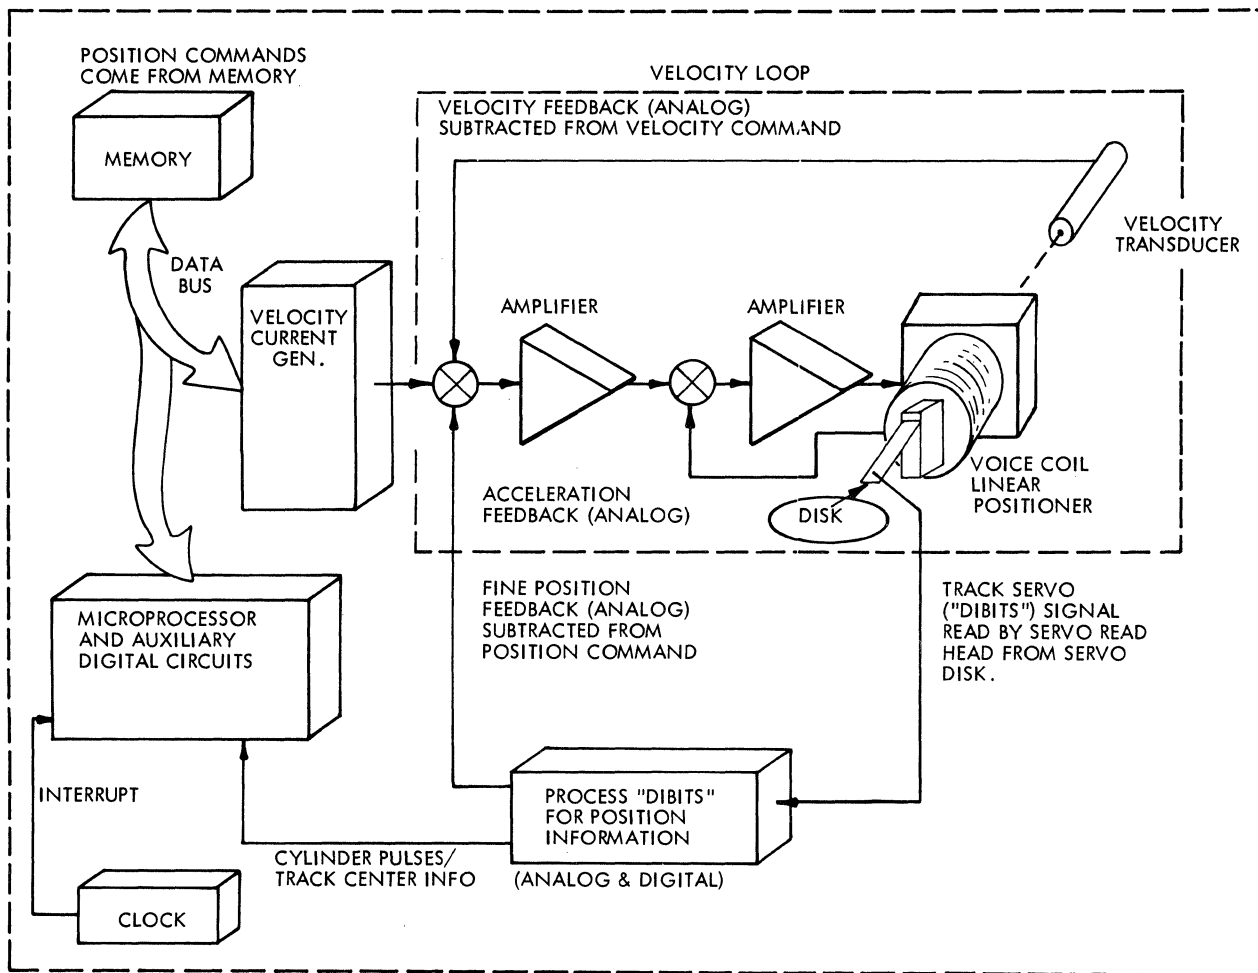 POSITION COMMANDS
COME FROM MEMORY
MEMORY
DATA
BUS
VELOCITY
CURRENT
GEN.
VELOCITY LOOP
VELOCITY FEEDBACK (ANALOG)
SUBTRACTED FROM VELOCITY COMMAND
VELOCITY
TRANSDUCER
AMPLIFIER
AMPLIFIER
VOICE COIL
LINEAR
POSITIONER
ACCELERATION
FEEDBACK (ANALOG)
DISK
MICROPROCESSOR
AND AUXILIARY
DIGITAL CIRCUITS
FINE POSITION
FEEDBACK (ANALOG)
SUBTRACTED FROM
POSITION COMMAND
TRACK SERVO
("DIBITS") SIGNAL
READ BY SERVO READ
HEAD FROM SERVO
DISK.
INTERRUPT
PROCESS "DIBITS"
FOR POSITION
INFORMATION
(ANALOG & DIGITAL)
CYLINDER PULSES/
TRACK CENTER INFO
CLOCK